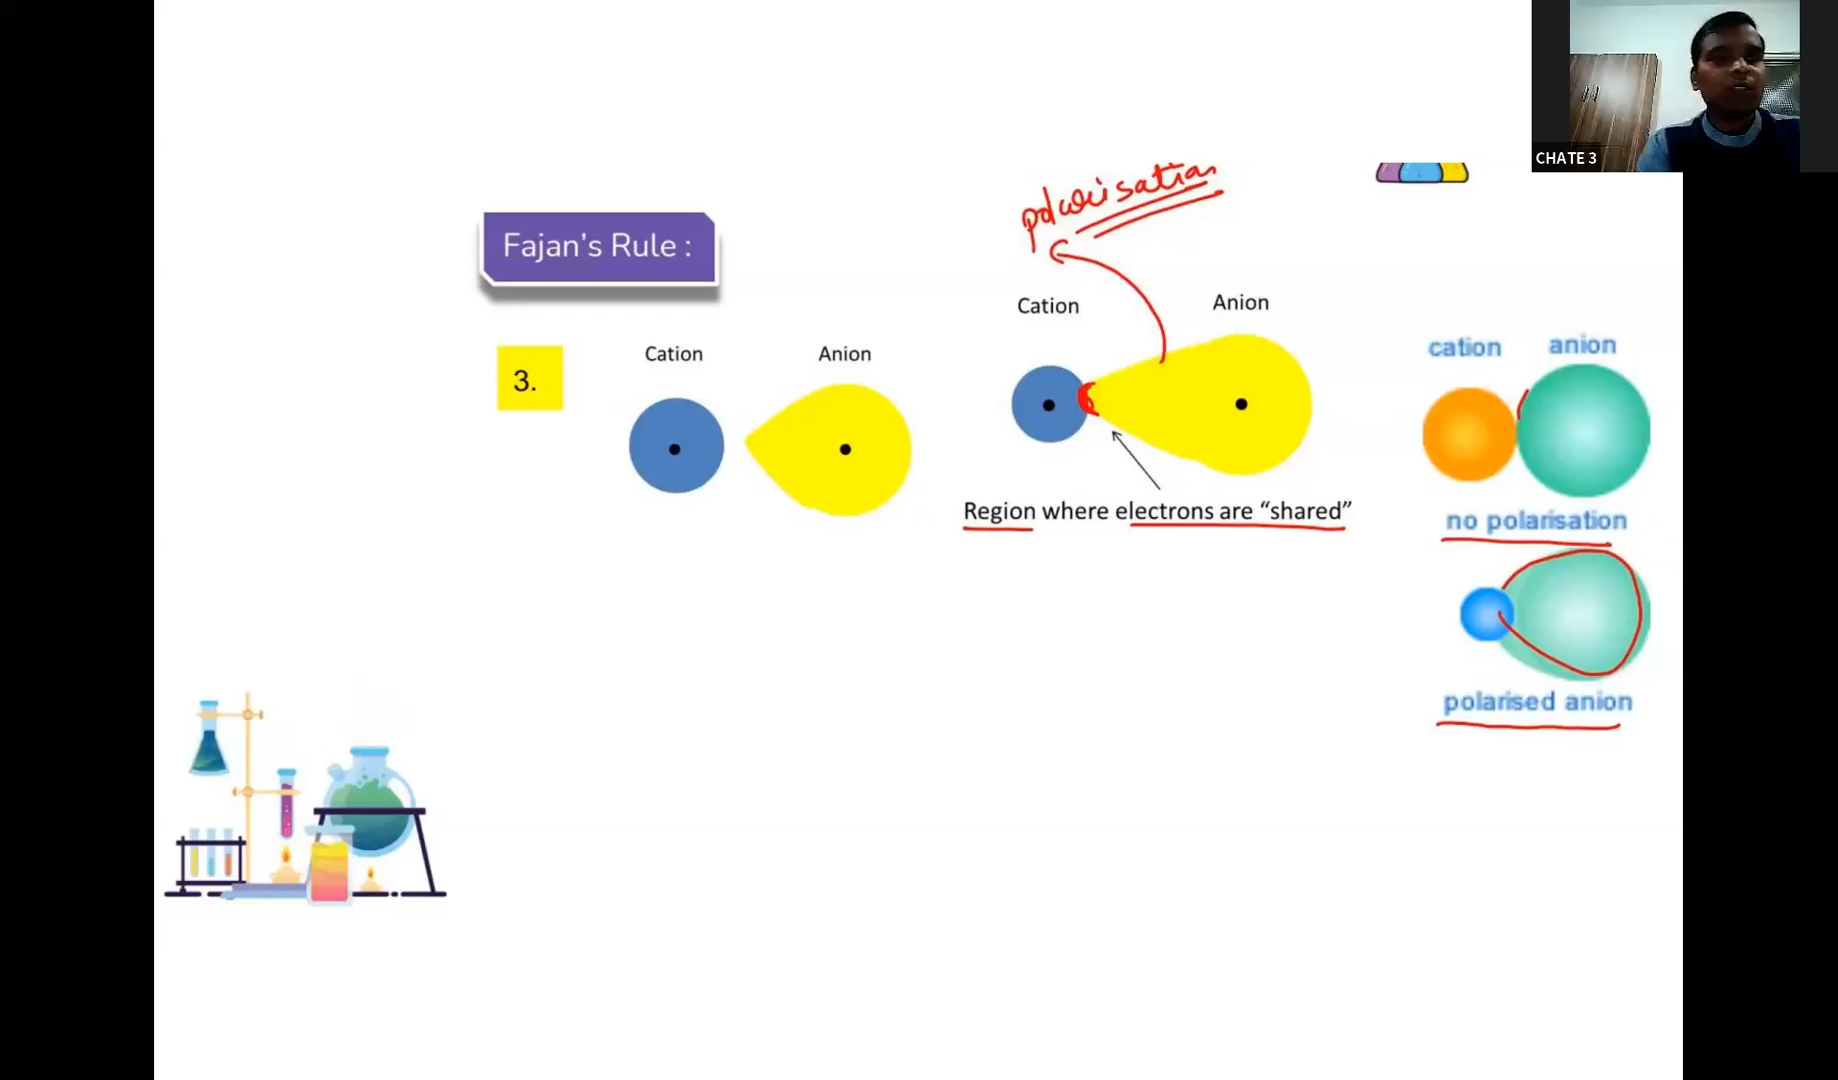 CHATE 3
polarisation
Fajan's Rule :
3.
Cation
Anion
Cation
Anion
Region where electrons are “shared”
cation
anion
no polarisation
polarised anion